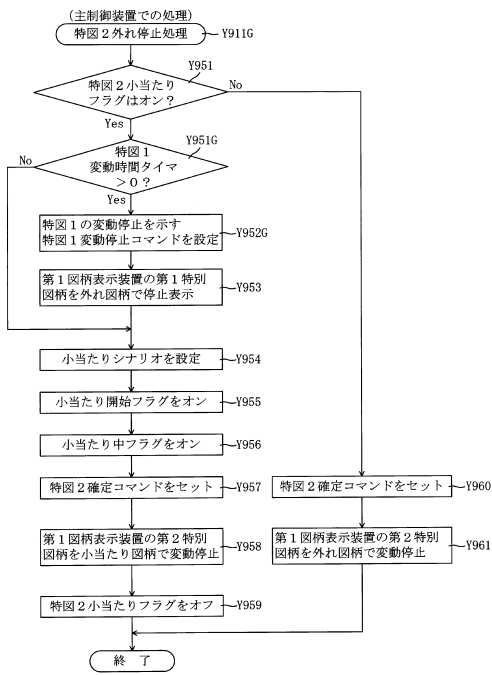 (主制御装置での処理)
特図２外れ停止処理
Y911G
Y951
特図２小当たり
フラグはオン？
No
Yes
Y951G
特図１
変動時間タイマ
＞０？
No
Yes
特図１の変動停止を示す
特図１変動停止コマンドを設定
Y952G
第１図柄表示装置の第１特別
図柄を外れ図柄で停止表示
Y953
小当たりシナリオを設定
Y954
小当たり開始フラグをオン
Y955
小当たり中フラグをオン
Y956
特図２確定コマンドをセット
Y957
特図２確定コマンドをセット
Y960
第１図柄表示装置の第２特別
図柄を小当たり図柄で変動停止
Y958
第１図柄表示装置の第２特別
図柄を外れ図柄で変動停止
Y961
特図２小当たりフラグをオフ
Y959
終　了